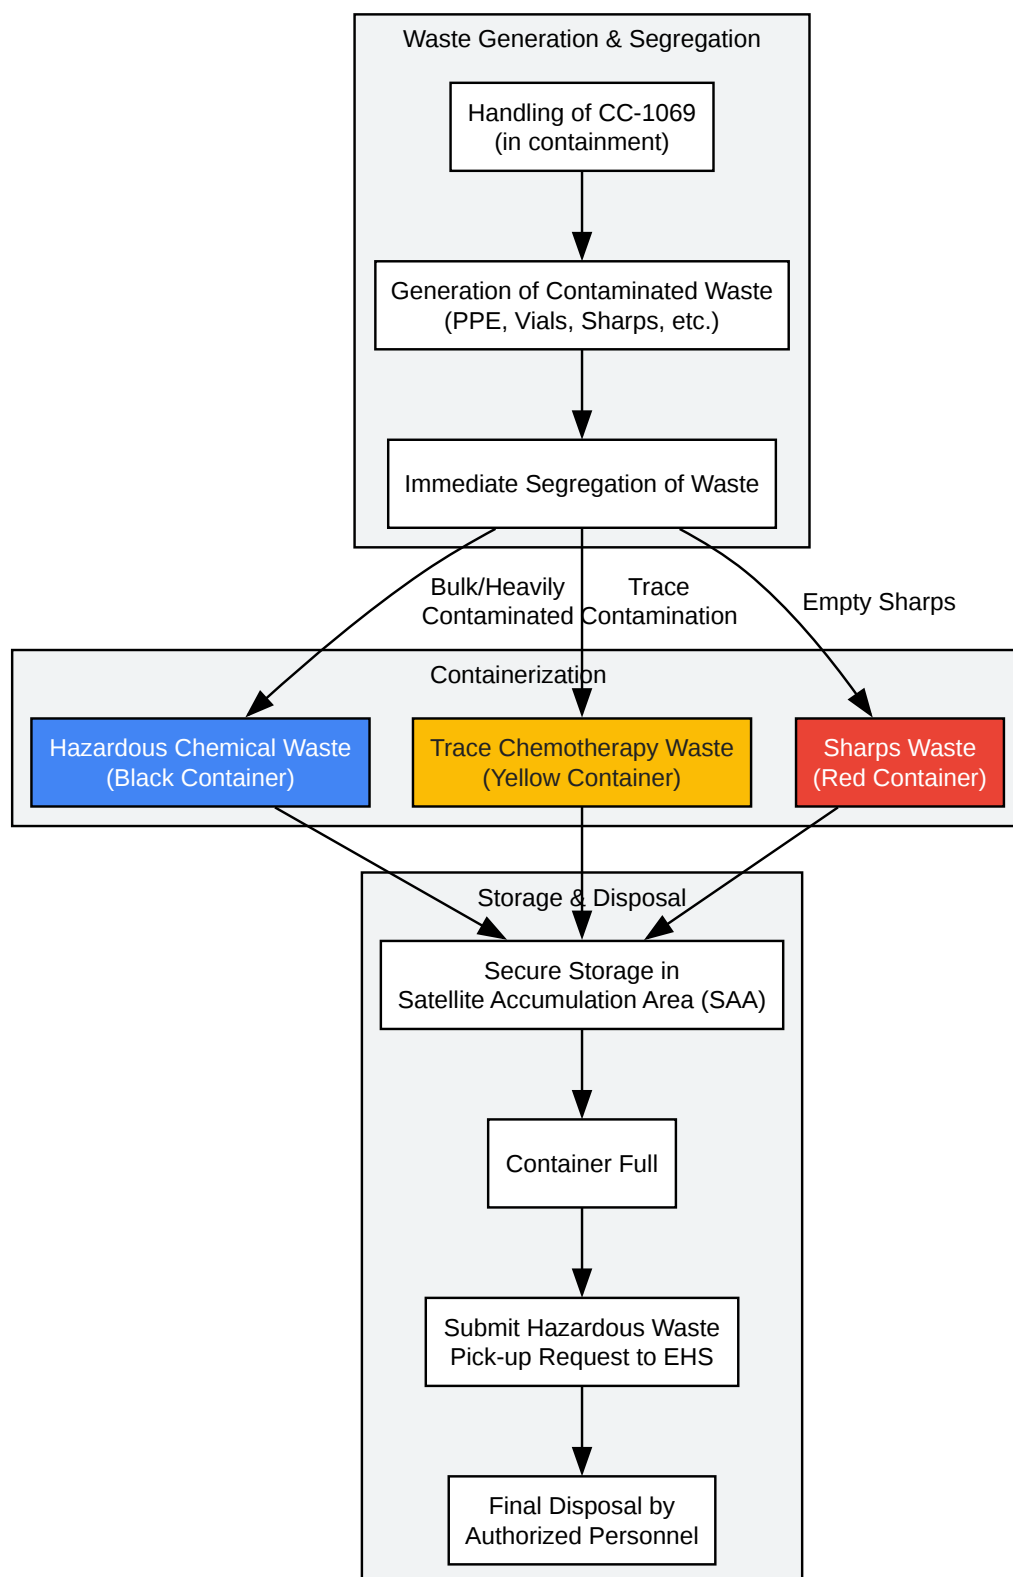 Waste Generation & Segregation
Handling of CC-1069
(in containment)
Generation of Contaminated Waste
(PPE, Vials, Sharps, etc.)
Immediate Segregation of Waste
Bulk/Heavily
Contaminated
Trace
Contamination
Empty Sharps
Containerization
Hazardous Chemical Waste
(Black Container)
Trace Chemotherapy Waste
(Yellow Container)
Sharps Waste
(Red Container)
Storage & Disposal
Secure Storage in
Satellite Accumulation Area (SAA)
Container Full
Submit Hazardous Waste
Pick-up Request to EHS
Final Disposal by
Authorized Personnel